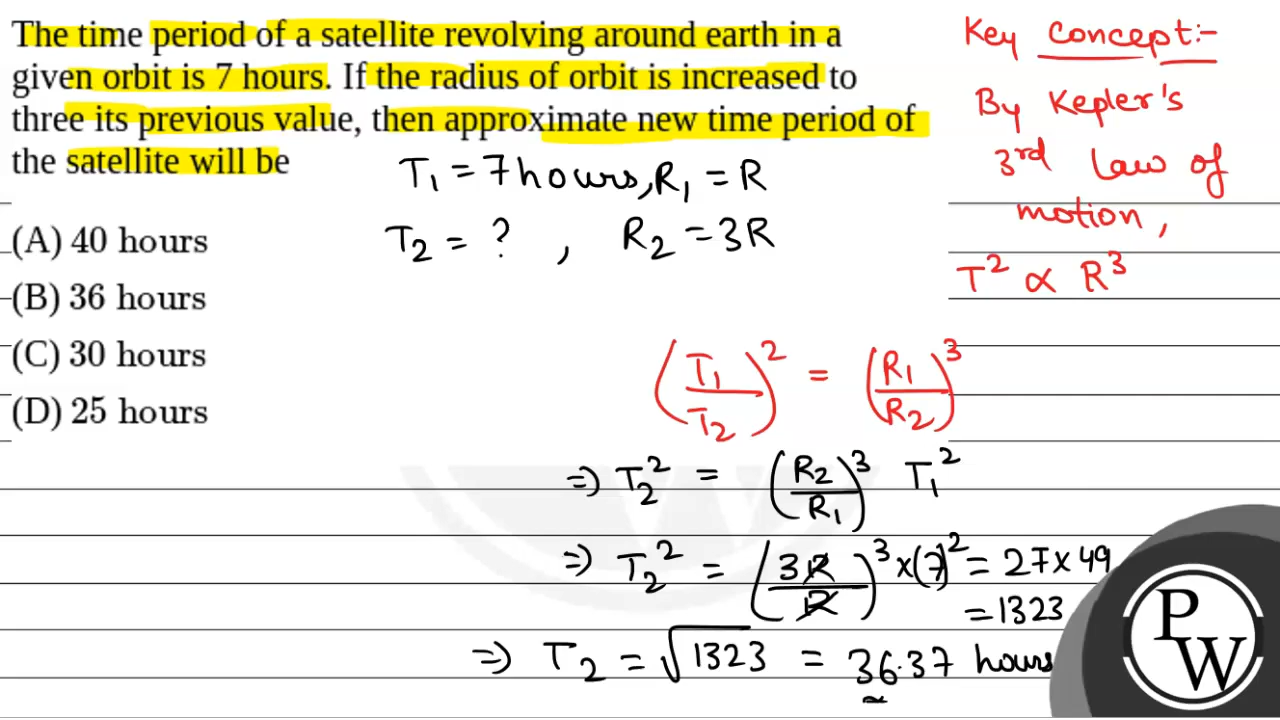 The time period of a satellite revolving around earth in a
given orbit is 7 hours. If the radius of orbit is increased to
three its previous value, then approximate new time period of
the satellite will be
T₁ = 7 hours, R₁ = R
T₂ = ? , R₂ = 3R
(A) 40 hours
(B) 36 hours
(C) 30 hours
(D) 25 hours
Key concept:-
By Kepler's
3rd law of
motion,
T² ∝ R³
(T₁/T₂)² = (R₁/R₂)³
=> T₂² = (R₂/R₁)³ T₁²
=> T₂² = (3R/R)³ × (7)² = 27 × 49
= 1323
=> T₂ = √1323 = 36.37 hours
PW